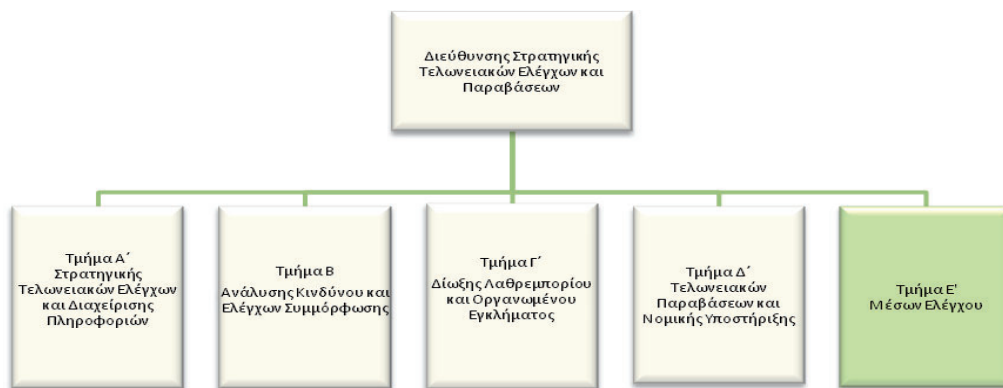 Διεύθυνσης Στρατηγικής
Τελωνειακών Ελέγχων και
Παραβάσεων
Τμήμα Α΄
Στρατηγικής
Τελωνειακών Ελέγχων
και Διαχείρισης
Πληροφοριών
Τμήμα Β
Ανάλυσης Κινδύνου και
Ελέγχων Συμμόρφωσης
Τμήμα Γ΄
Δίωξης Λαθρεμπορίου
και Οργανωμένου
Εγκλήματος
Τμήμα Δ΄
Τελωνειακών
Παραβάσεων και
Νομικής Υποστήριξης
Τμήμα Ε'
Μέσων Ελέγχου